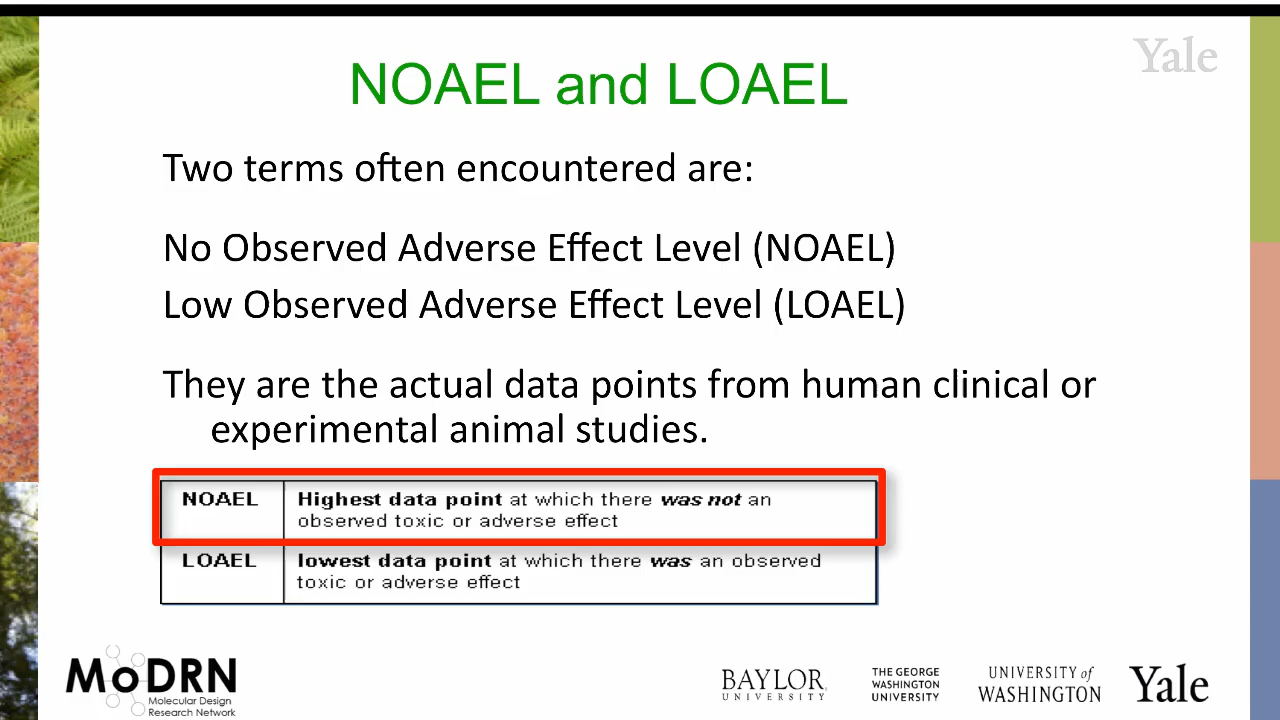 Yale
NOAEL and LOAEL
Two terms often encountered are:
No Observed Adverse Effect Level (NOAEL)
Low Observed Adverse Effect Level (LOAEL)
They are the actual data points from human clinical or
experimental animal studies.
NOAEL Highest data point at which there was not an
observed toxic or adverse effect
LOAEL lowest data point at which there was an observed
toxic or adverse effect
MoDRN
Molecular Design
Research Network
BAYLOR
UNIVERSITY
THE GEORGE
WASHINGTON
UNIVERSITY
UNIVERSITY of
WASHINGTON
Yale